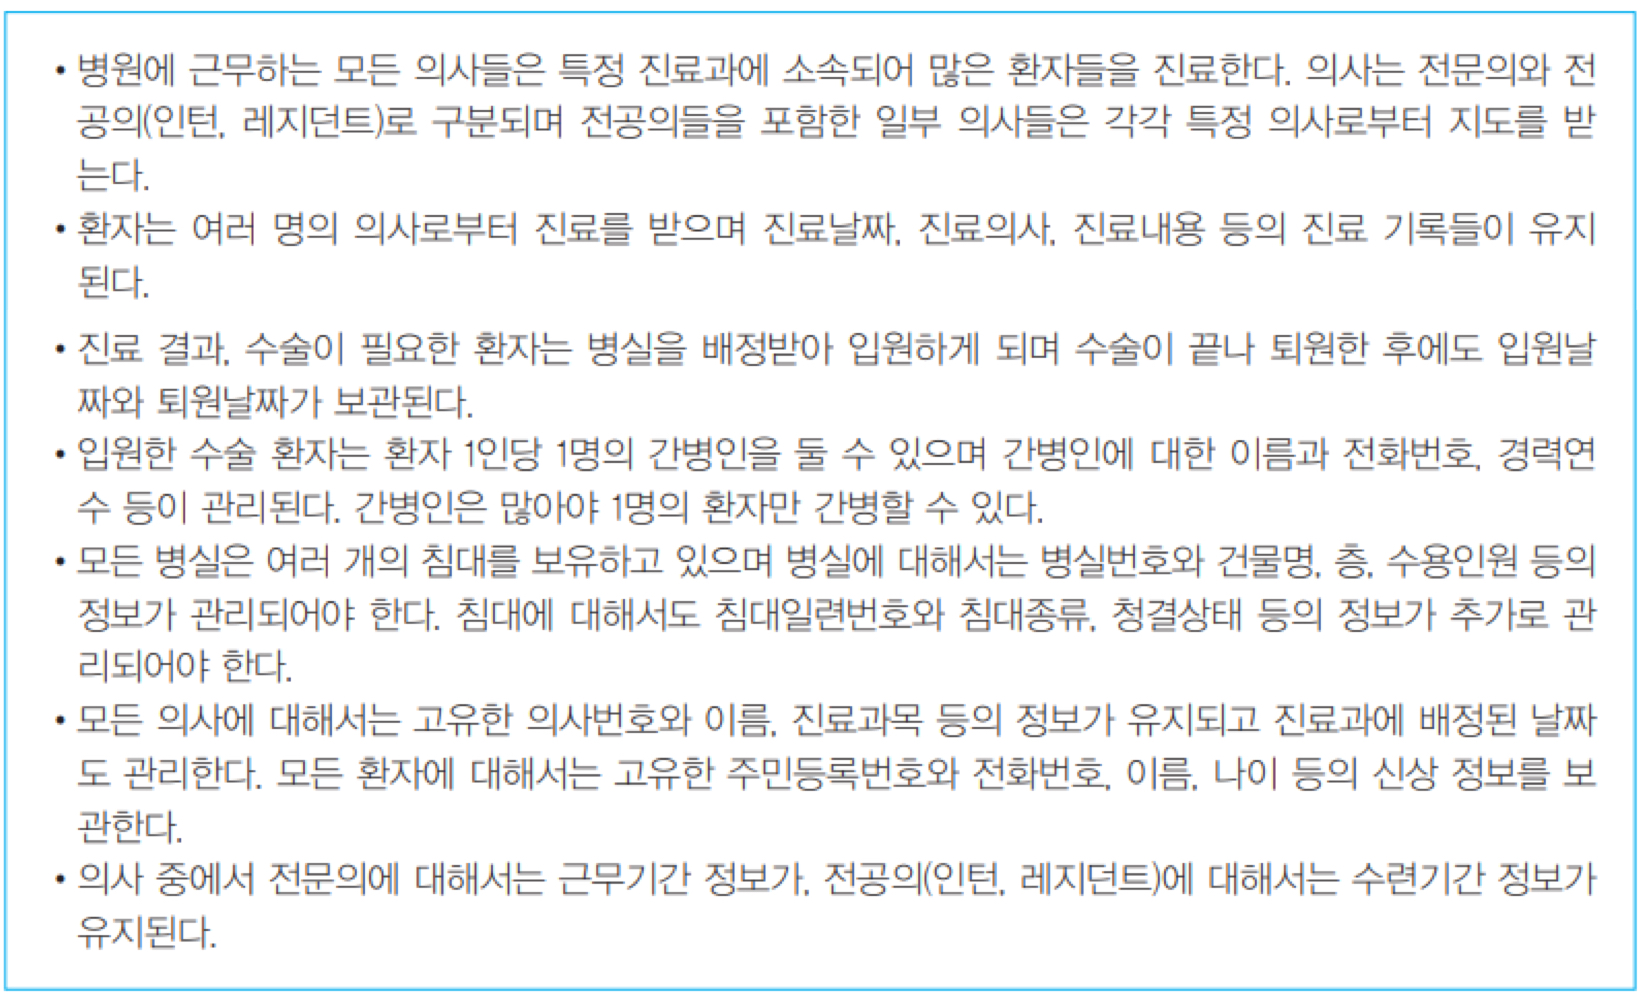 • 병원에 근무하는 모든 의사들은 특정 진료과에 소속되어 많은 환자들을 진료한다. 의사는 전문의와 전
공의(인턴, 레지던트)로 구분되며 전공의들을 포함한 일부 의사들은 각각 특정 의사로부터 지도를 받
는다.
• 환자는 여러 명의 의사로부터 진료를 받으며 진료날짜, 진료의사, 진료내용 등의 진료 기록들이 유지
된다.
• 진료 결과, 수술이 필요한 환자는 병실을 배정받아 입원하게 되며 수술이 끝나 퇴원한 후에도 입원날
짜와 퇴원날짜가 보관된다.
• 입원한 수술 환자는 환자 1인당 1명의 간병인을 둘 수 있으며 간병인에 대한 이름과 전화번호, 경력연
수 등이 관리된다. 간병인은 많아야 1명의 환자만 간병할 수 있다.
• 모든 병실은 여러 개의 침대를 보유하고 있으며 병실에 대해서는 병실번호와 건물명, 층, 수용인원 등의
정보가 관리되어야 한다. 침대에 대해서도 침대일련번호와 침대종류, 청결상태 등의 정보가 추가로 관
리되어야 한다.
• 모든 의사에 대해서는 고유한 의사번호와 이름, 진료과목 등의 정보가 유지되고 진료과에 배정된 날짜
도 관리한다. 모든 환자에 대해서는 고유한 주민등록번호와 전화번호, 이름, 나이 등의 신상 정보를 보
관한다.
• 의사 중에서 전문의에 대해서는 근무기간 정보가, 전공의(인턴, 레지던트)에 대해서는 수련기간 정보가
유지된다.